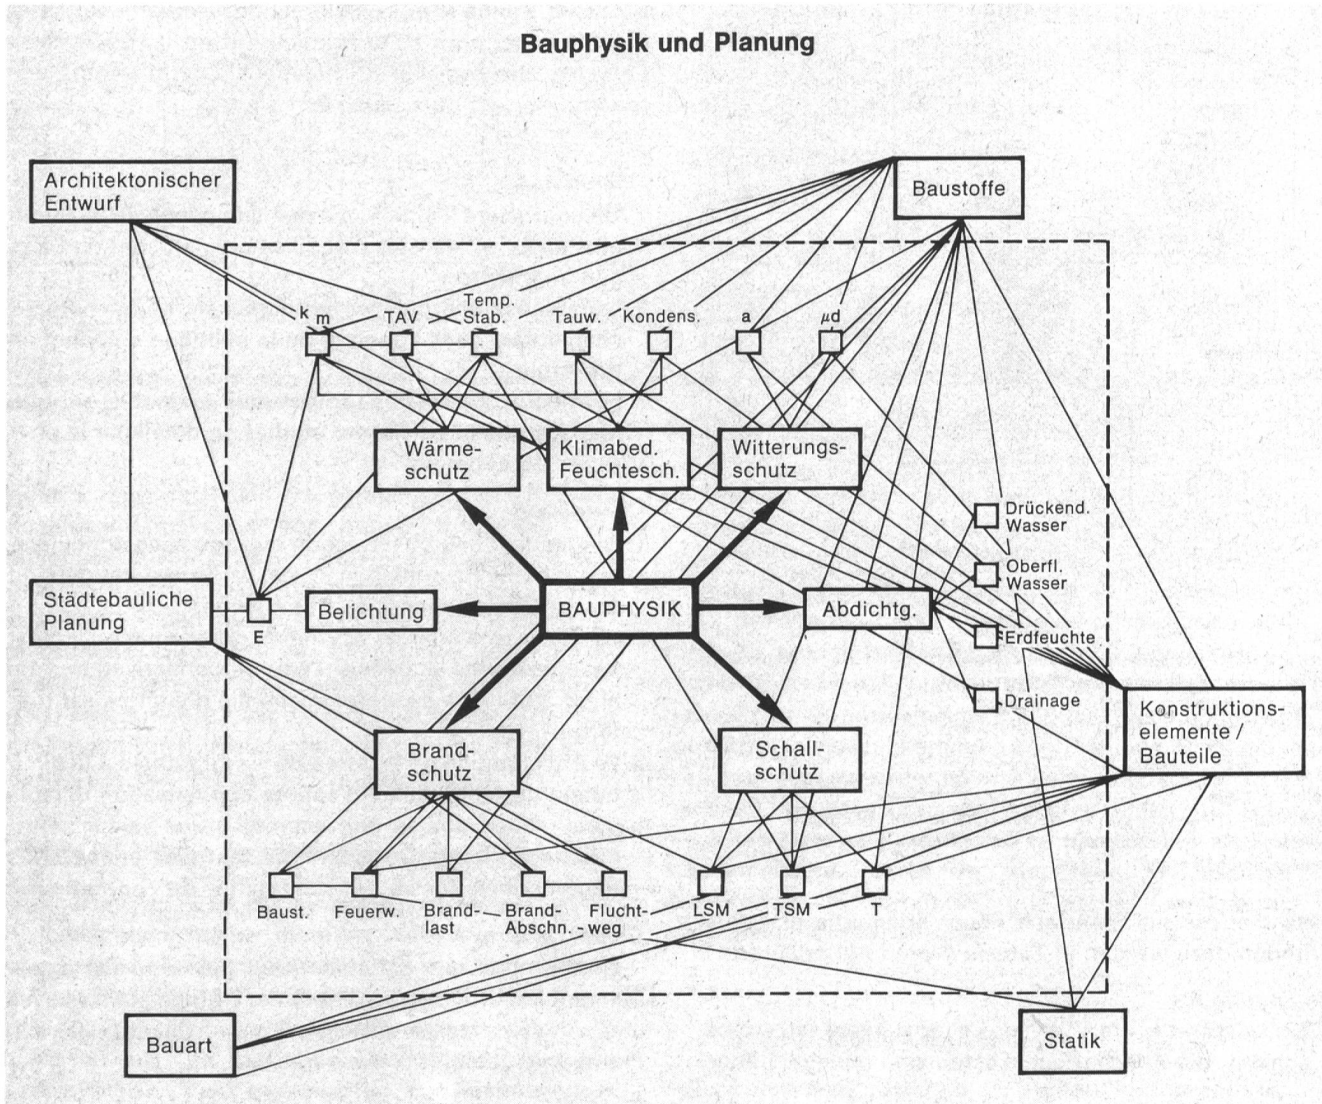 Bauphysik und Planung
Architektonischer
Entwurf
Baustoffe
k m
TAV
Temp.
Stab.
Tauw.
Kondens.
a
µd
Wärme-
schutz
Klimabed.
Feuchtesch.
Witterungs-
schutz
Drückend.
Wasser
Oberfl.
Wasser
Städtebauliche
Planung
E
Belichtung
BAUPHYSIK
Abdichtg.
Erdfeuchte
Drainage
Konstruktions-
elemente /
Bauteile
Brand-
schutz
Schall-
schutz
Baust.
Feuerw.
Brand-
last
Brand-
Abschn.
Flucht-
weg
LSM
TSM
T
Bauart
Statik